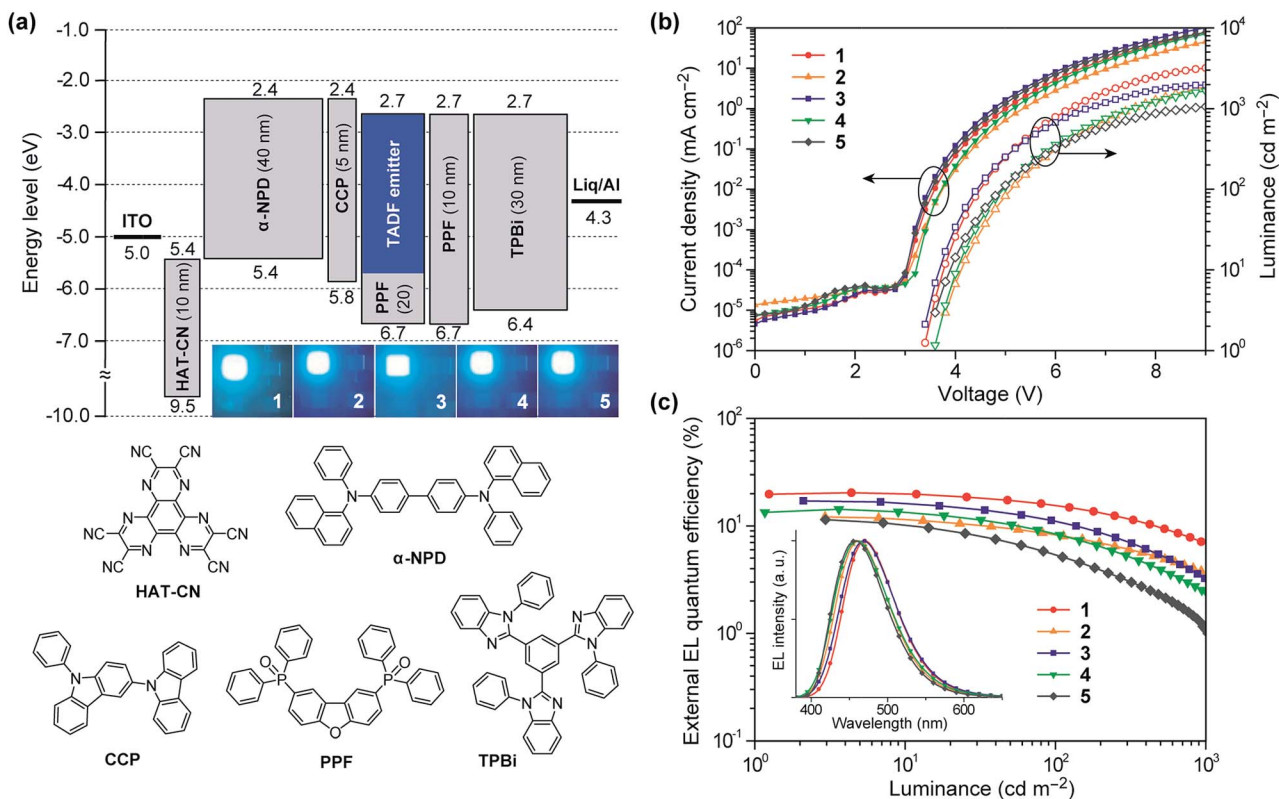 (a)
Energy level (eV)
-1.0
-2.0
-3.0
-4.0
-5.0
-6.0
-7.0
≈
-10.0
ITO
5.0
5.4
HAT-CN (10 nm)
9.5
2.4
α-NPD (40 nm)
5.4
2.4
CCP (5 nm)
5.8
2.7
TADF emitter
PPF
(20)
6.7
2.7
PPF (10 nm)
6.7
2.7
TPBi (30 nm)
6.4
Liq/Al
4.3
1 2 3 4 5
CN CN
NC CN
N N
N N
N N
NC CN
HAT-CN
N N
α-NPD
N
N
CCP
O O
P P
O
PPF
N N
N N
N
N
TPBi
(b)
Current density (mA cm⁻²)
10²
10¹
10⁰
10⁻¹
10⁻²
10⁻³
10⁻⁴
10⁻⁵
10⁻⁶
1
2
3
4
5
10⁴
10³
10²
10¹
10⁰
Luminance (cd m⁻²)
0 2 4 6 8
Voltage (V)
(c)
External EL quantum efficiency (%)
10²
10¹
10⁰
10⁻¹
EL intensity (a. u.)
400 500 600
Wavelength (nm)
1
2
3
4
5
10⁰ 10¹ 10² 10³
Luminance (cd m⁻²)